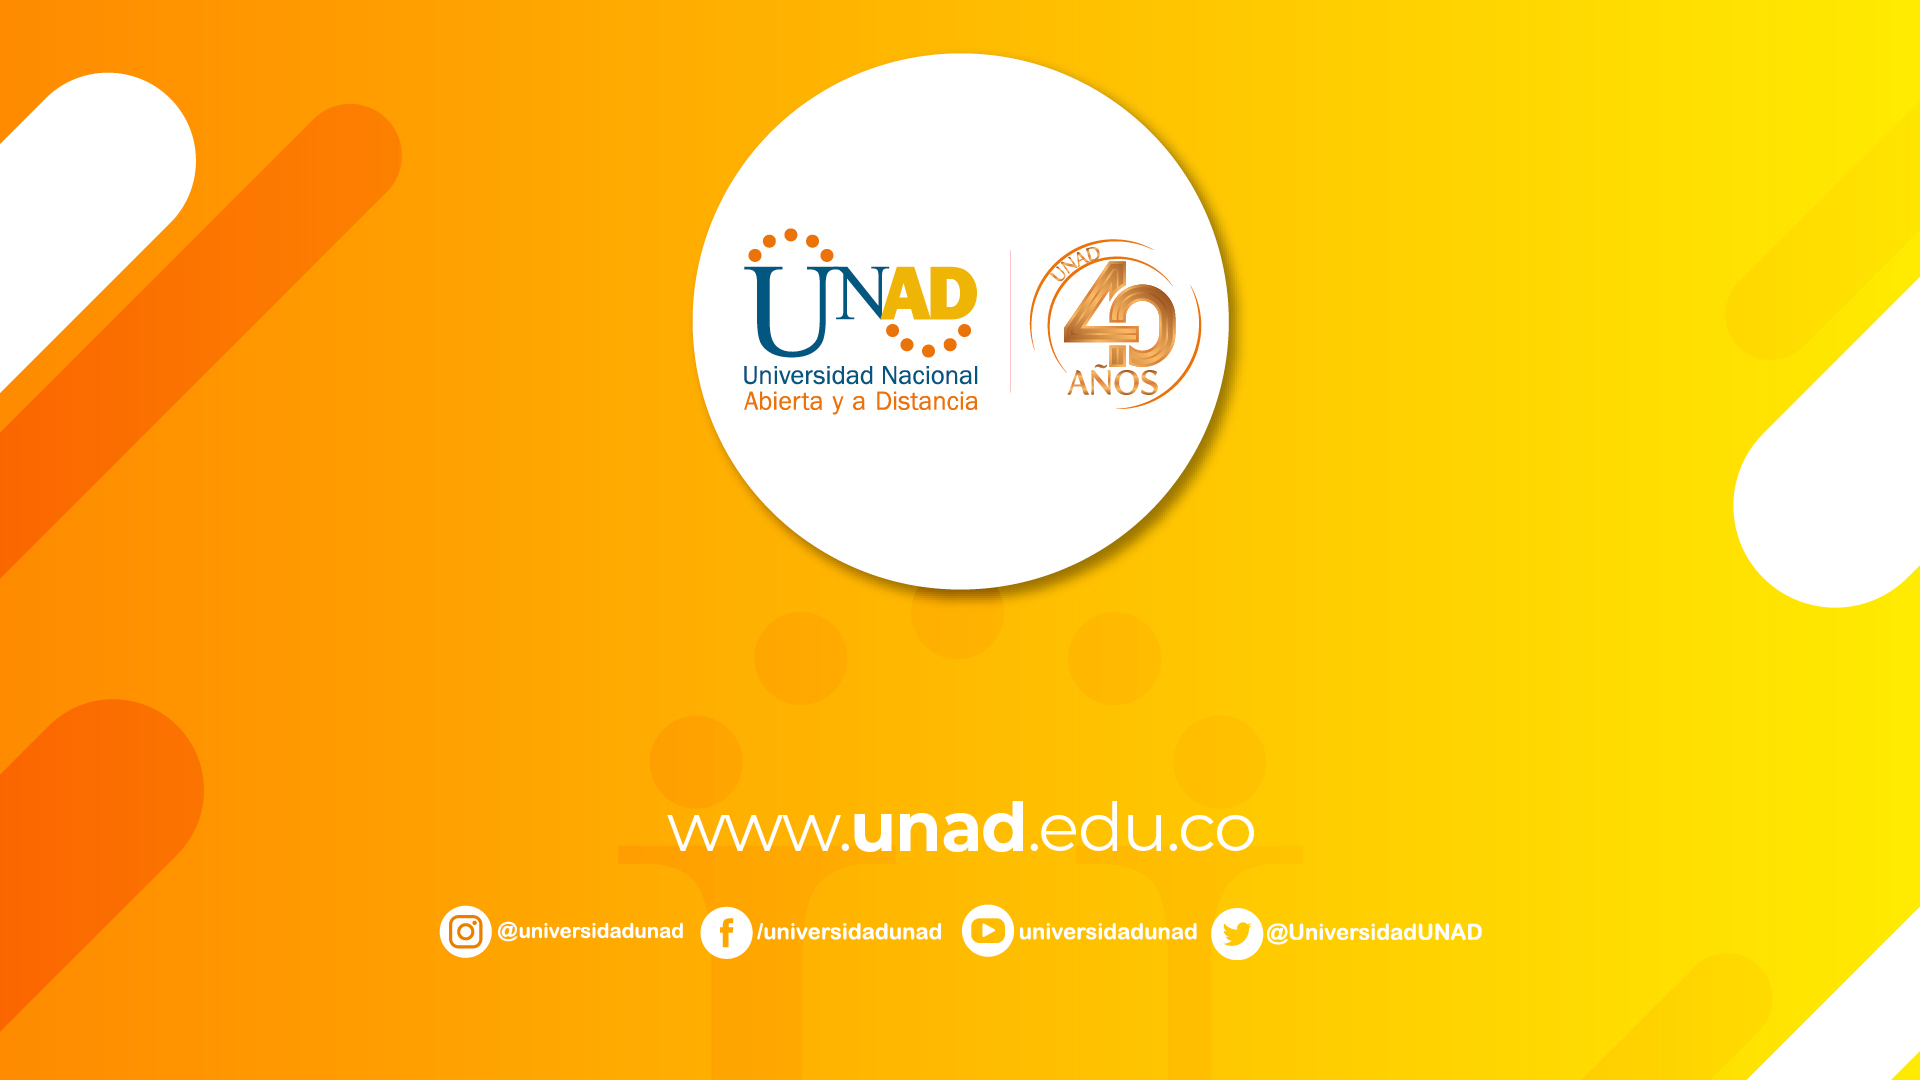 UNAD
Universidad Nacional
Abierta y a Distancia
UNAD
40
AÑOS
www.unad.edu.co
@universidadunad
/universidadunad
universidadunad
@UniversidadUNAD